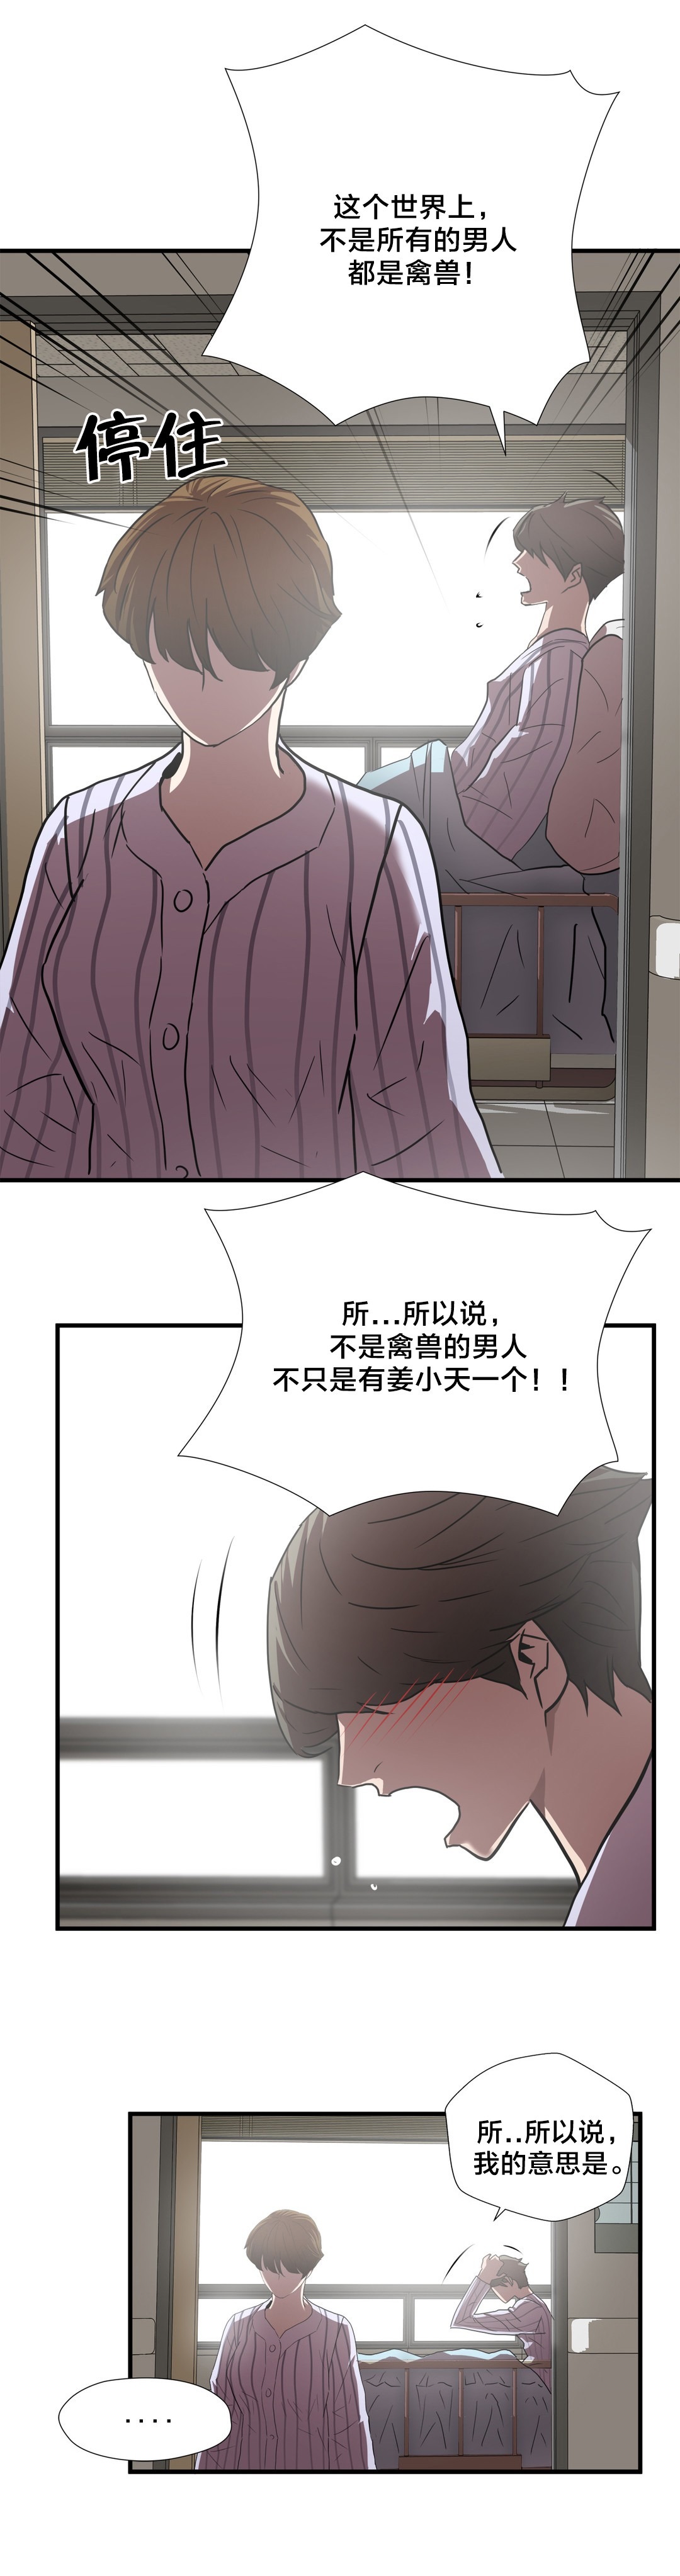 这个世界上，
不是所有的男人
都是禽兽！
停住
所...所以说，
不是禽兽的男人
不只是有姜小天一个！！
所..所以说，
我的意思是。
....